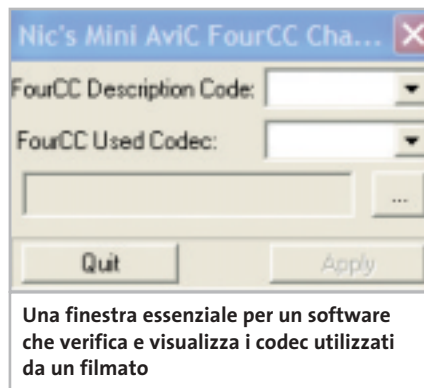 Nic's Mini AviC FourCC Cha...
FourCC Description Code:
FourCC Used Codec:
...
Quit
Apply
Una finestra essenziale per un software
che verifica e visualizza i codec utilizzati
da un filmato